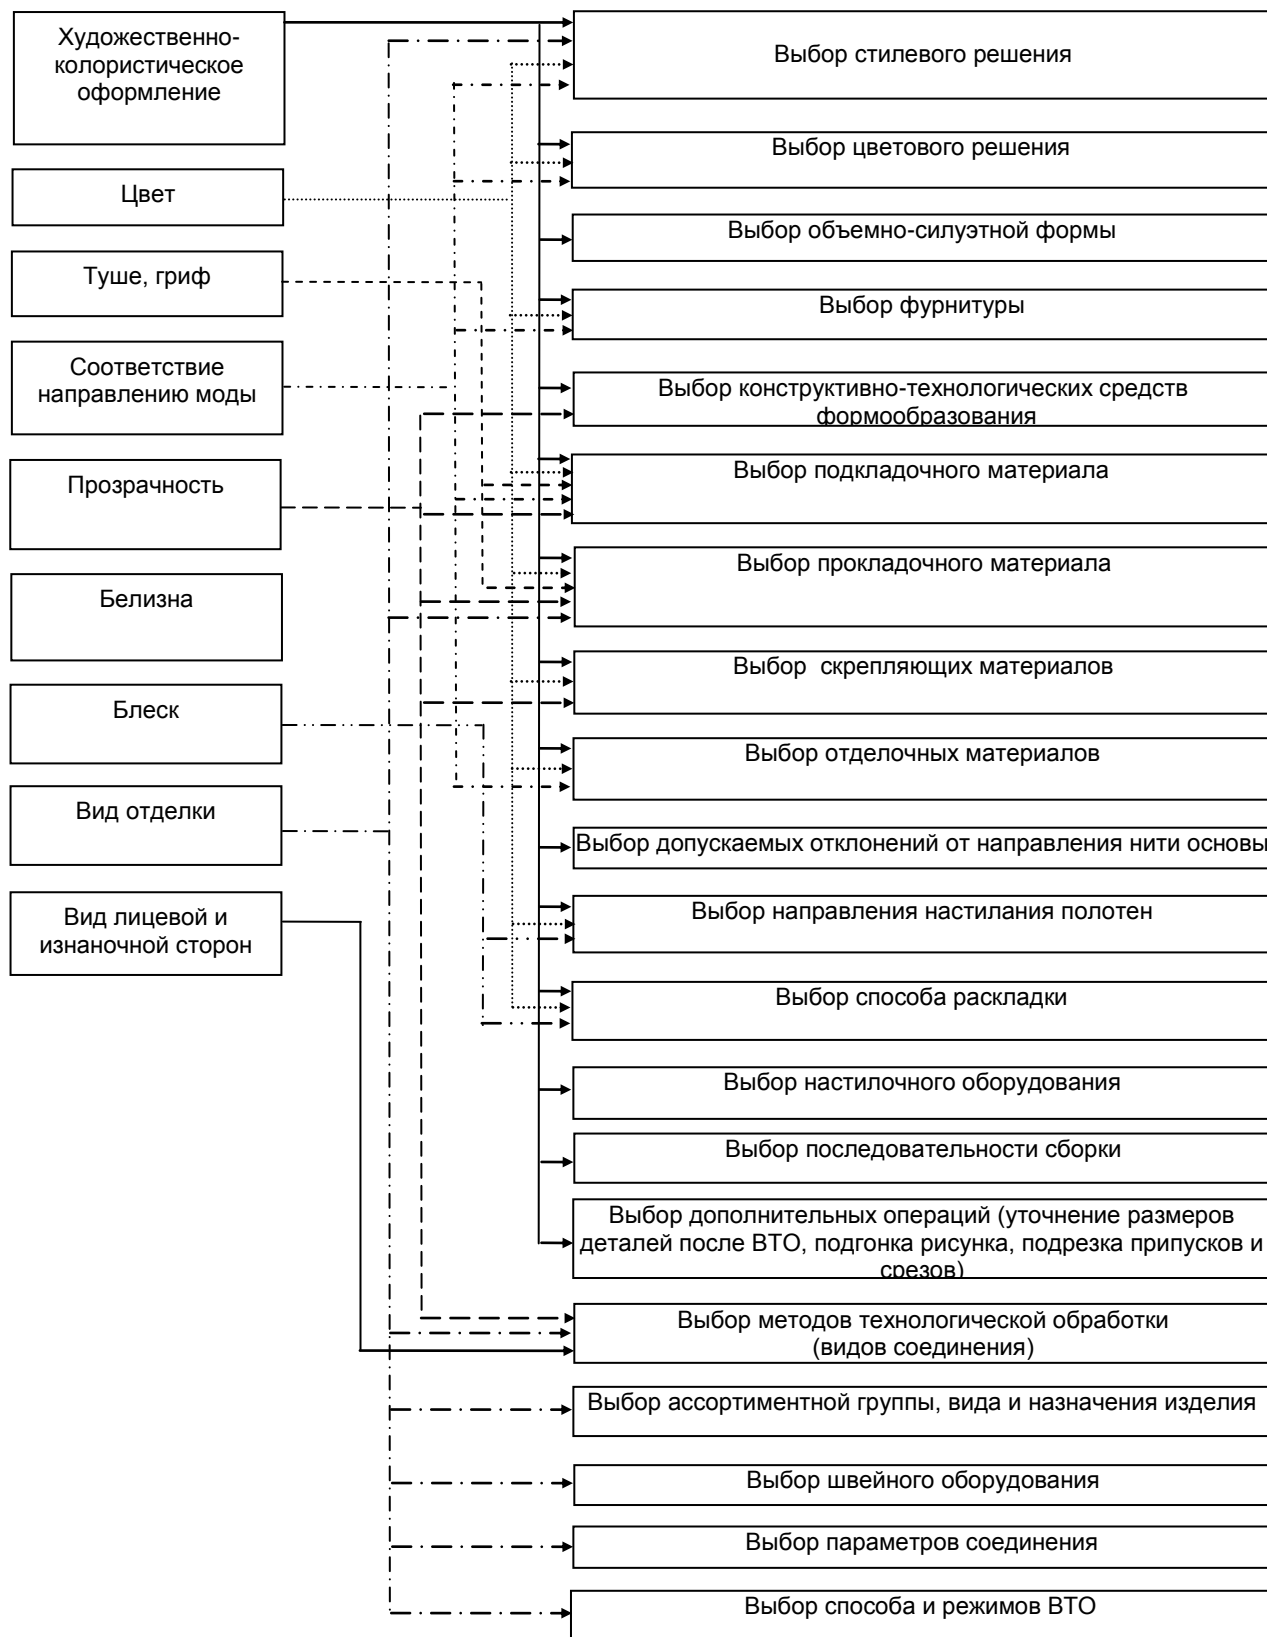 Художественно-
колористическое
оформление
Цвет
Туше, гриф
Соответствие
направлению моды
Прозрачность
Белизна
Блеск
Вид отделки
Вид лицевой и
изнаночной сторон
Выбор стилевого решения
Выбор цветового решения
Выбор объемно-силуэтной формы
Выбор фурнитуры
Выбор конструктивно-технологических средств
формообразования
Выбор подкладочного материала
Выбор прокладочного материала
Выбор скрепляющих материалов
Выбор отделочных материалов
Выбор допускаемых отклонений от направления нити основы
Выбор направления настилания полотен
Выбор способа раскладки
Выбор настилочного оборудования
Выбор последовательности сборки
Выбор дополнительных операций (уточнение размеров
деталей после ВТО, подгонка рисунка, подрезка припусков и
срезов)
Выбор методов технологической обработки
(видов соединения)
Выбор ассортиментной группы, вида и назначения изделия
Выбор швейного оборудования
Выбор параметров соединения
Выбор способа и режимов ВТО